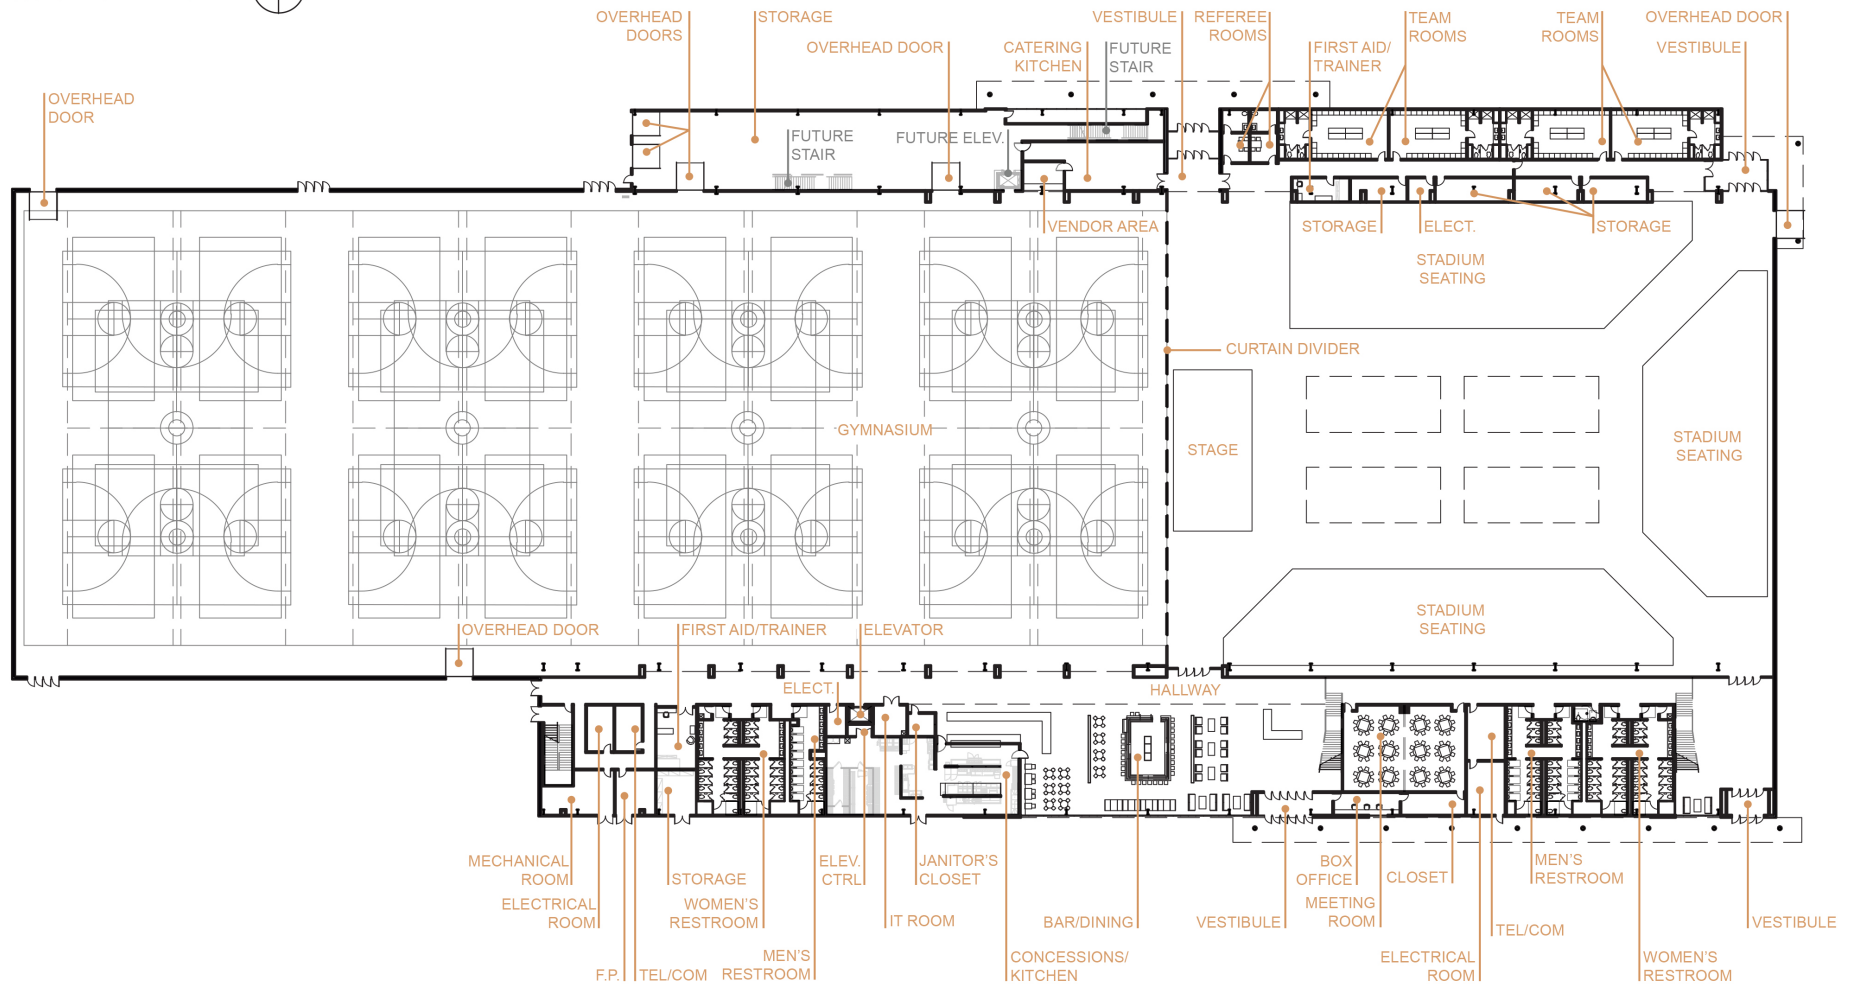 OVERHEAD
DOORS
STORAGE
OVERHEAD DOOR
CATERING
KITCHEN
FUTURE
STAIR
VESTIBULE
REFEREE
ROOMS
FIRST AID/
TRAINER
TEAM
ROOMS
TEAM
ROOMS
OVERHEAD DOOR
VESTIBULE
OVERHEAD
DOOR
FUTURE
STAIR
FUTURE ELEV.
VENDOR AREA
STORAGE
ELECT.
STORAGE
STADIUM
SEATING
CURTAIN DIVIDER
GYMNASIUM
STAGE
STADIUM
SEATING
STADIUM
SEATING
OVERHEAD DOOR
FIRST AID/TRAINER
ELEVATOR
ELECT.
HALLWAY
MECHANICAL
ROOM
ELECTRICAL
ROOM
F.P.
TEL/COM
STORAGE
WOMEN'S
RESTROOM
MEN'S
RESTROOM
ELEV.
CTRL
JANITOR'S
CLOSET
IT ROOM
CONCESSIONS/
KITCHEN
BAR/DINING
VESTIBULE
BOX
OFFICE
MEETING
ROOM
CLOSET
ELECTRICAL
ROOM
TEL/COM
MEN'S
RESTROOM
WOMEN'S
RESTROOM
VESTIBULE